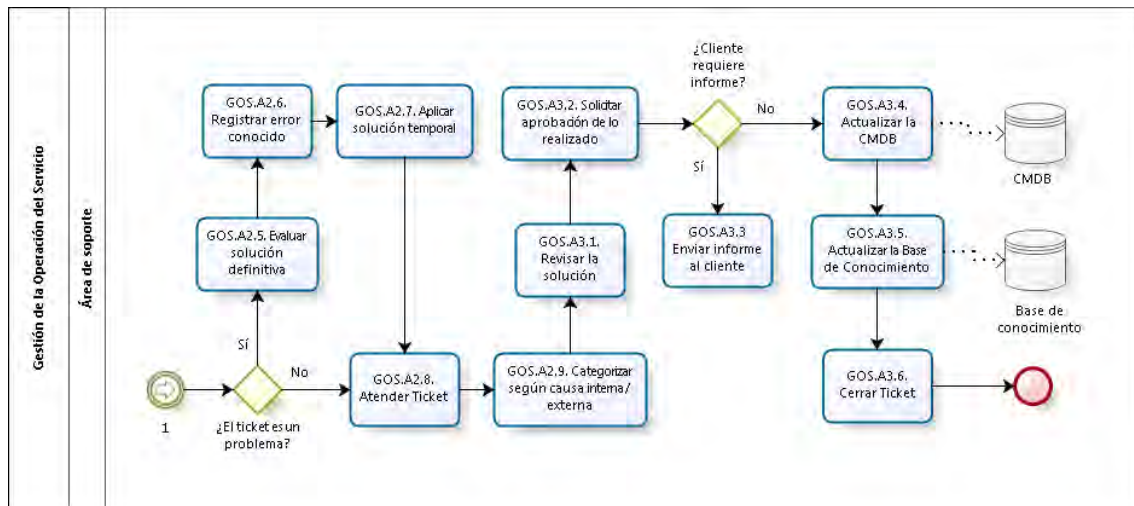 Gestión de la Operación del Servicio
Área de soporte
1
¿El ticket es un
problema?
Sí
No
GOS.A2.5. Evaluar
solución
definitiva
GOS.A2.6.
Registrar error
conocido
GOS.A2.7. Aplicar
solución temporal
GOS.A2.8.
Atender Ticket
GOS.A2.9. Categorizar
según causa interna/
externa
GOS.A3.1.
Revisar la
solución
GOS.A3.2. Solicitar
aprobación de lo
realizado
¿Cliente
requiere
informe?
Sí
No
GOS.A3.3
Enviar informe
al cliente
GOS.A3.4.
Actualizar la
CMDB
CMDB
GOS.A3.5.
Actualizar la Base
de Conocimiento
Base de
conocimiento
GOS.A3.6.
Cerrar Ticket